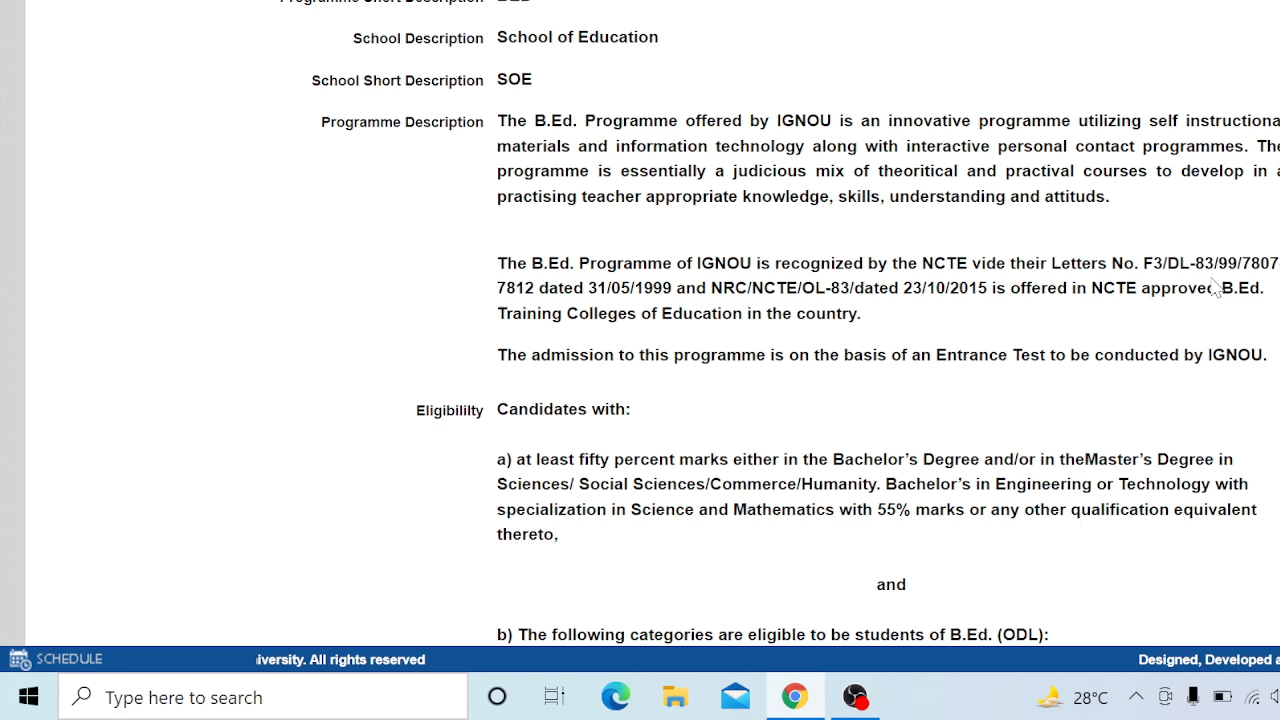 School Description School of Education
School Short Description SOE
Programme Description The B.Ed. Programme offered by IGNOU is an innovative programme utilizing self instructiona
materials and information technology along with interactive personal contact programmes. The
programme is essentially a judicious mix of theoritical and practival courses to develop in a
practising teacher appropriate knowledge, skills, understanding and attituds.
The B.Ed. Programme of IGNOU is recognized by the NCTE vide their Letters No. F3/DL-83/99/7807-
7812 dated 31/05/1999 and NRC/NCTE/OL-83/dated 23/10/2015 is offered in NCTE approved B.Ed.
Training Colleges of Education in the country.
The admission to this programme is on the basis of an Entrance Test to be conducted by IGNOU.
Eligibililty Candidates with:
a) at least fifty percent marks either in the Bachelor’s Degree and/or in theMaster’s Degree in
Sciences/ Social Sciences/Commerce/Humanity. Bachelor’s in Engineering or Technology with
specialization in Science and Mathematics with 55% marks or any other qualification equivalent
thereto,
and
b) The following categories are eligible to be students of B.Ed. (ODL):
SCHEDULE iversity. All rights reserved Designed, Developed a
Type here to search 28°C